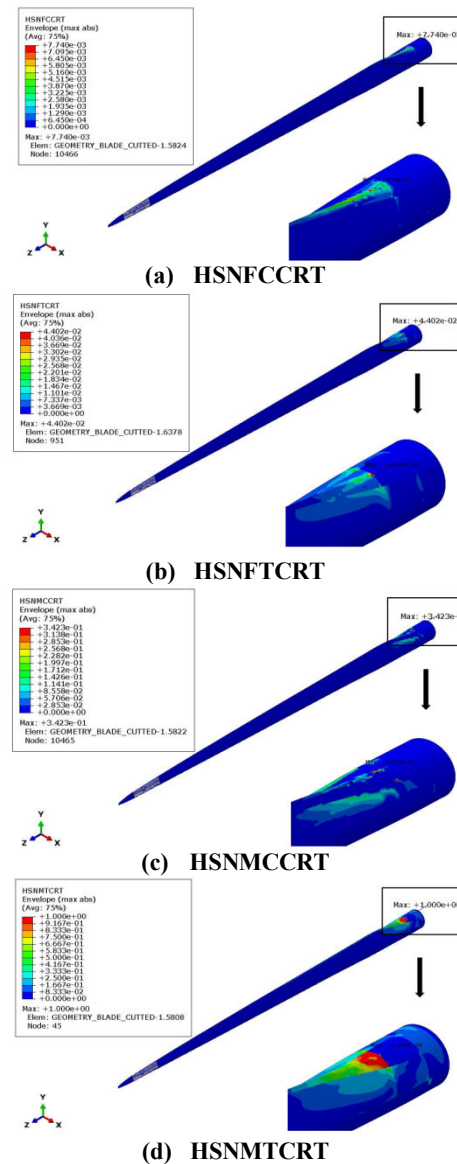 HSNFCCRT
Envelope (max abs)
(Avg: 75%)
+7.740e-03
+7.095e-03
+6.450e-03
+5.805e-03
+5.160e-03
+4.515e-03
+3.870e-03
+3.225e-03
+2.580e-03
+1.935e-03
+1.290e-03
+6.450e-04
+0.000e+00
Max: +7.740e-03
Elem: GEOMETRY_BLADE_CUTTED-1.5824
Node: 10466
Max: +7.740e-03
Y
Z X
(a) HSNFCCRT
HSNFTCRT
Envelope (max abs)
(Avg: 75%)
+4.402e-02
+4.036e-02
+3.669e-02
+3.302e-02
+2.935e-02
+2.568e-02
+2.201e-02
+1.834e-02
+1.467e-02
+1.101e-02
+7.337e-03
+3.669e-03
+0.000e+00
Max: +4.402e-02
Elem: GEOMETRY_BLADE_CUTTED-1.6378
Node: 951
Max: +4.402e-02
Y
Z X
(b) HSNFTCRT
HSNMCCRT
Envelope (max abs)
(Avg: 75%)
+3.423e-01
+3.138e-01
+2.853e-01
+2.568e-01
+2.282e-01
+1.997e-01
+1.712e-01
+1.426e-01
+1.141e-01
+8.558e-02
+5.706e-02
+2.853e-02
+0.000e+00
Max: +3.423e-01
Elem: GEOMETRY_BLADE_CUTTED-1.5822
Node: 10465
Max: +3.423e-
Y
Z X
(c) HSNMCCRT
HSNMTCRT
Envelope (max abs)
(Avg: 75%)
+1.000e+00
+9.167e-01
+8.333e-01
+7.500e-01
+6.667e-01
+5.833e-01
+5.000e-01
+4.167e-01
+3.333e-01
+2.500e-01
+1.667e-01
+8.333e-02
+0.000e+00
Max: +1.000e+00
Elem: GEOMETRY_BLADE_CUTTED-1.5808
Node: 45
Max: +1.000e+00
Y
Z X
(d) HSNMTCRT